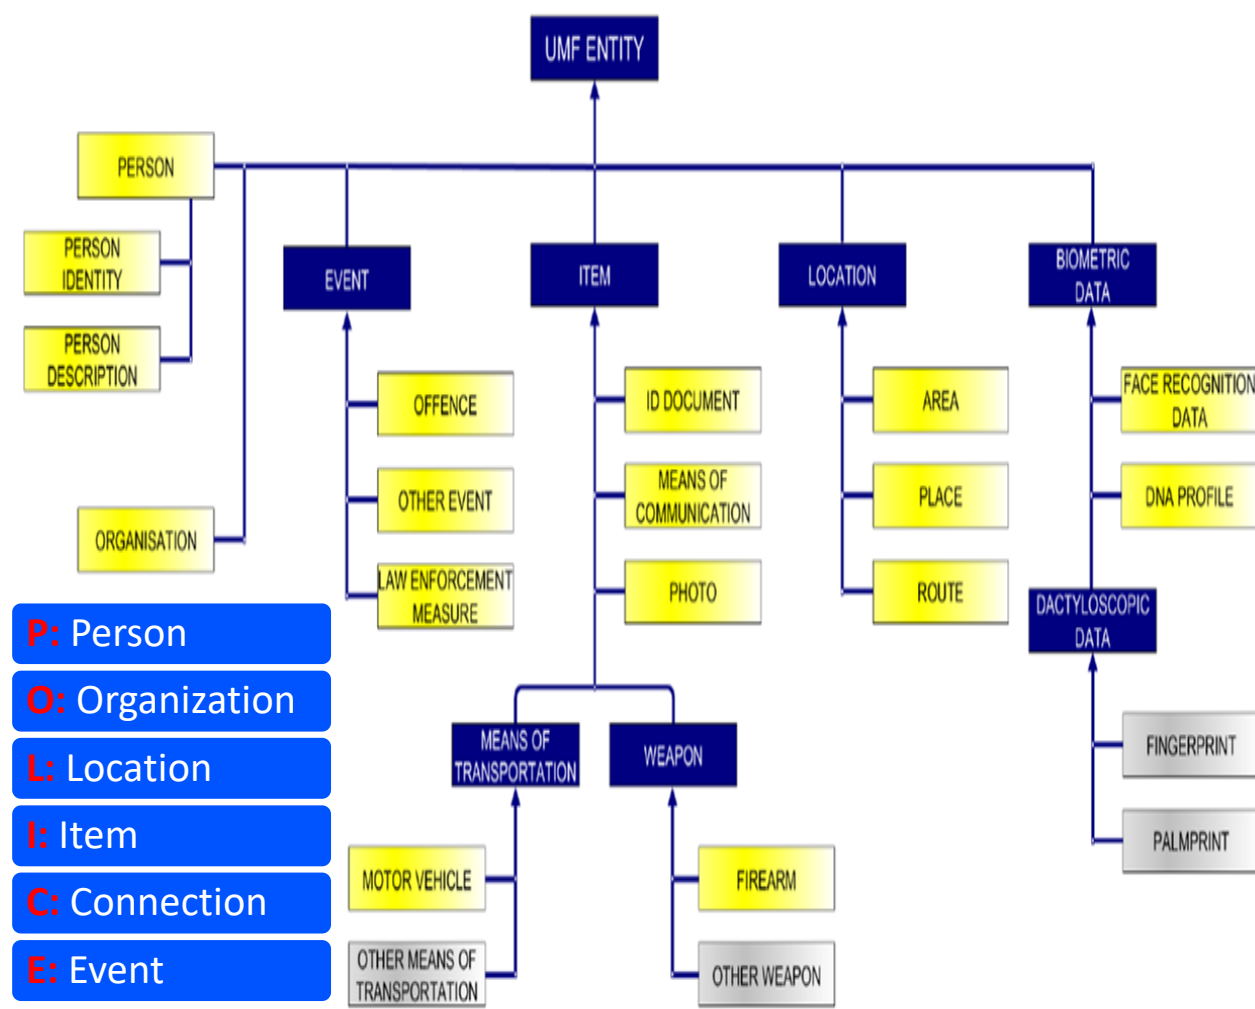 UMF ENTITY
PERSON
PERSON
IDENTITY
PERSON
DESCRIPTION
ORGANISATION
EVENT
OFFENCE
OTHER EVENT
LAW ENFORCEMENT
MEASURE
ITEM
ID DOCUMENT
MEANS OF
COMMUNICATION
PHOTO
MEANS OF
TRANSPORTATION
MOTOR VEHICLE
OTHER MEANS OF
TRANSPORTATION
WEAPON
FIREARM
OTHER WEAPON
LOCATION
AREA
PLACE
ROUTE
BIOMETRIC
DATA
FACE RECOGNITION
DATA
DNA PROFILE
DACTYLOSCOPIC
DATA
FINGERPRINT
PALMPRINT
P: Person
O: Organization
L: Location
I: Item
C: Connection
E: Event